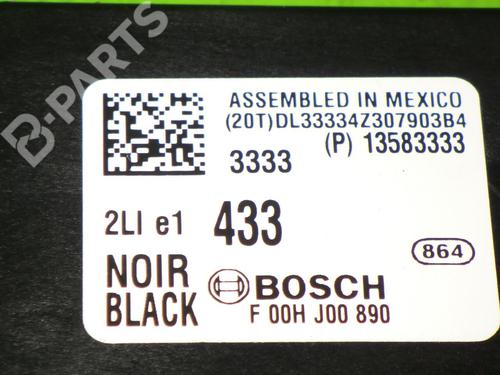 B-PARTS
ASSEMBLED IN MEXICO
(20T)DL33334Z307903B4
(P) 13583333
3333
2LI e1 433
864
NOIR
BLACK
BOSCH
F 00H J00 890